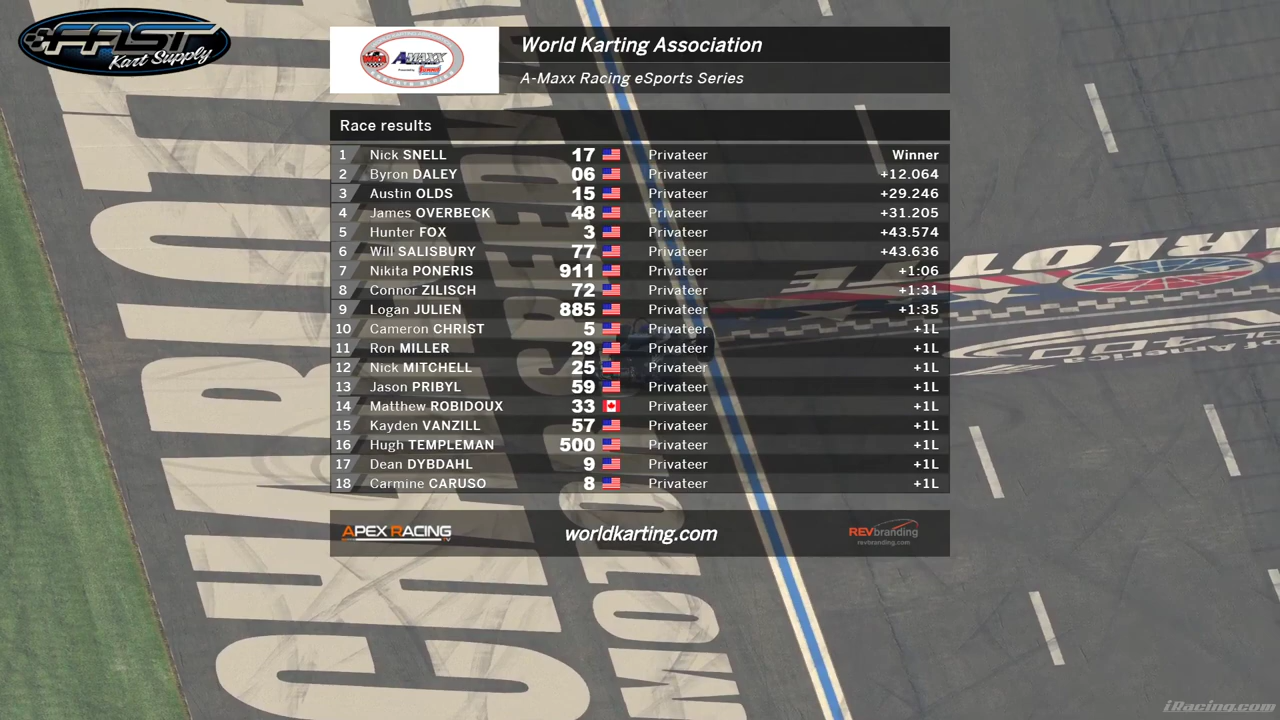 FAST
Kart Supply
World Karting Association
A-MAXX
A-Maxx Racing eSports Series
Race results
1 Nick SNELL 17 Privateer Winner
2 Byron DALEY 06 Privateer +12.064
3 Austin OLDS 15 Privateer +29.246
4 James OVERBECK 48 Privateer +31.205
5 Hunter FOX 3 Privateer +43.574
6 Will SALISBURY 77 Privateer +43.636
7 Nikita PONERIS 911 Privateer +1:06
8 Connor ZILISCH 72 Privateer +1:31
9 Logan JULIEN 885 Privateer +1:35
10 Cameron CHRIST 5 Privateer +1L
11 Ron MILLER 29 Privateer +1L
12 Nick MITCHELL 25 Privateer +1L
13 Jason PRIBYL 59 Privateer +1L
14 Matthew ROBIDOUX 33 Privateer +1L
15 Kayden VANZILL 57 Privateer +1L
16 Hugh TEMPLEMAN 500 Privateer +1L
17 Dean DYBDAHL 9 Privateer +1L
18 Carmine CARUSO 8 Privateer +1L
APEX RACING TV
worldkarting.com
REVbranding
revbranding.com
iRacing.com